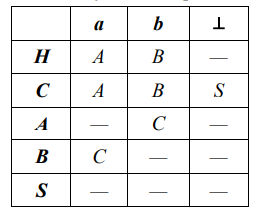 a b ⊥
H A B —
C A B S
A — C —
B C — —
S — — —